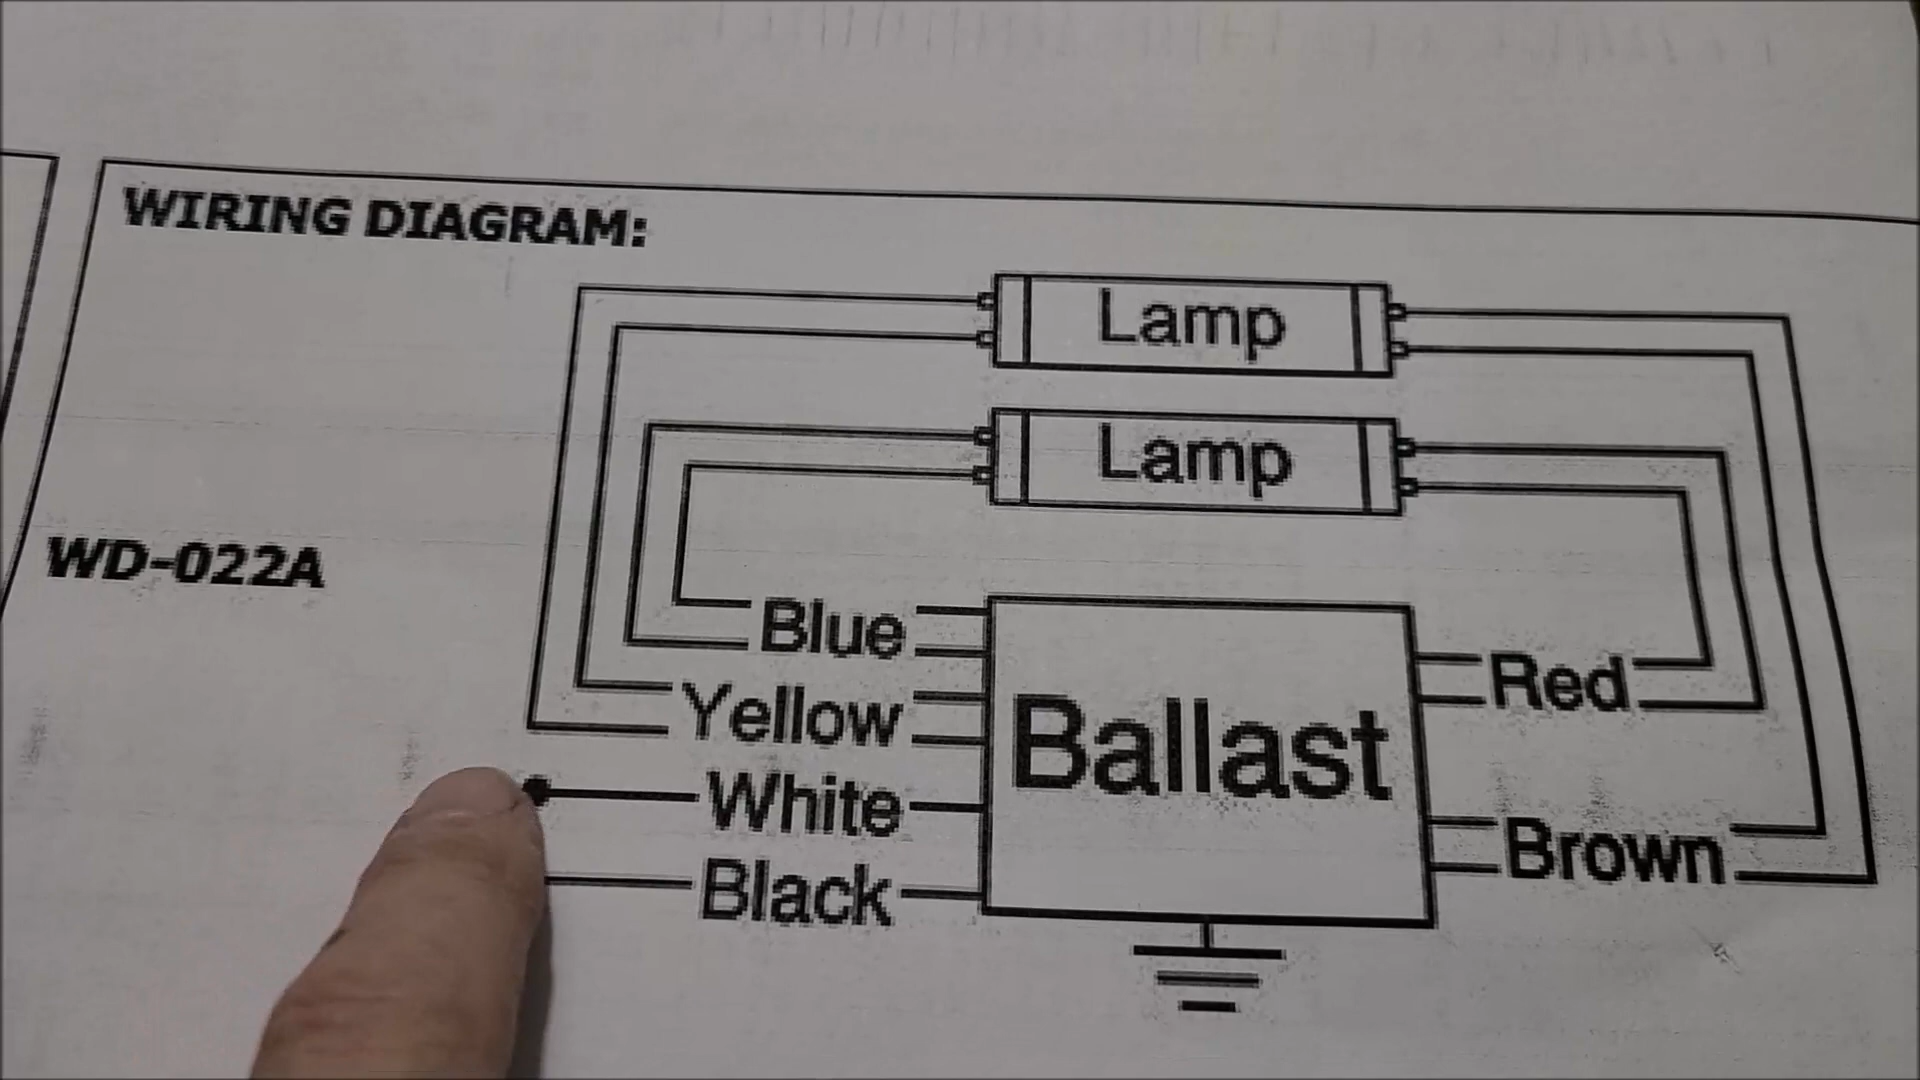 WIRING DIAGRAM:
Lamp
Lamp
WD-022A
Blue
Yellow
White
Black
Ballast
Red
Brown